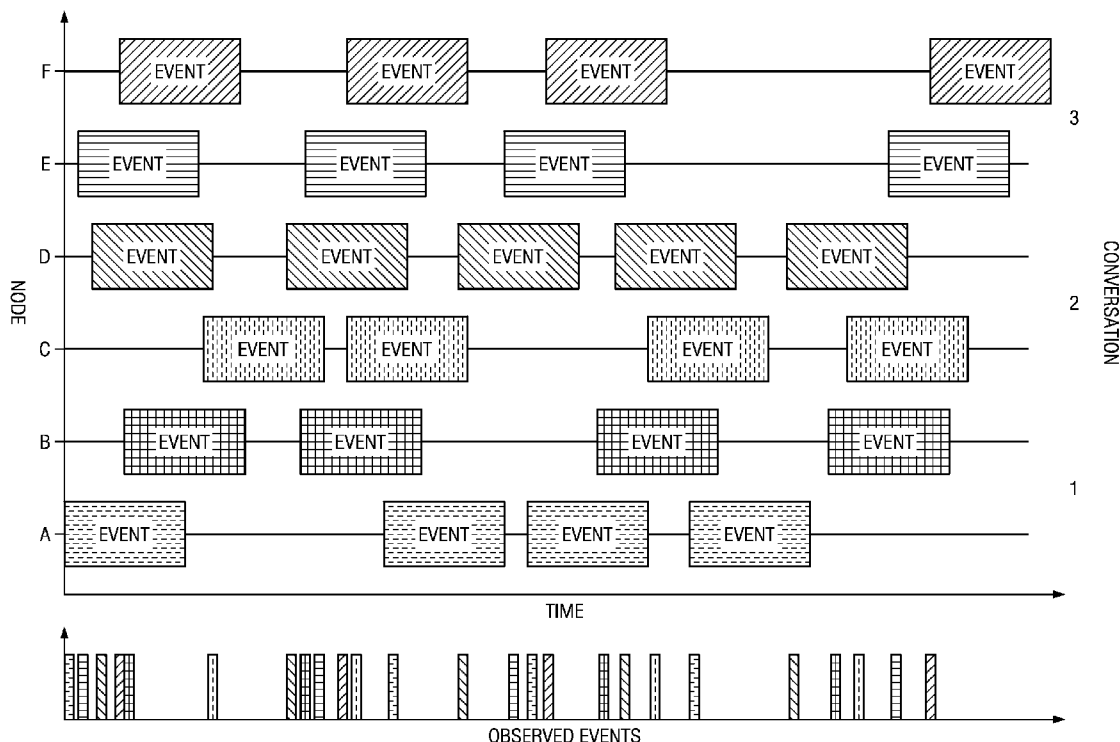 F EVENT EVENT EVENT EVENT
3
E EVENT EVENT EVENT EVENT
D EVENT EVENT EVENT EVENT EVENT
NODE
2
CONVERSATION
C EVENT EVENT EVENT EVENT
B EVENT EVENT EVENT EVENT
1
A EVENT EVENT EVENT EVENT
TIME
OBSERVED EVENTS